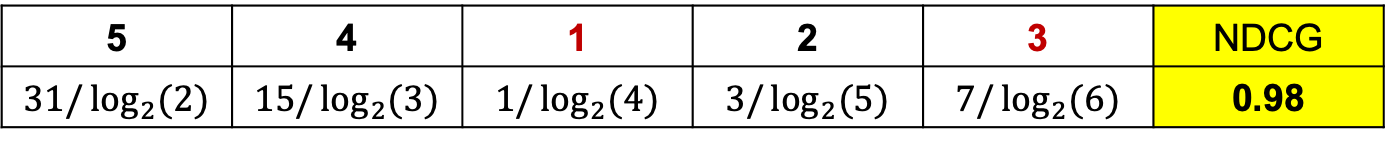 5 4 1 2 3 NDCG
31/log₂(2) 15/log₂(3) 1/log₂(4) 3/log₂(5) 7/log₂(6) 0.98